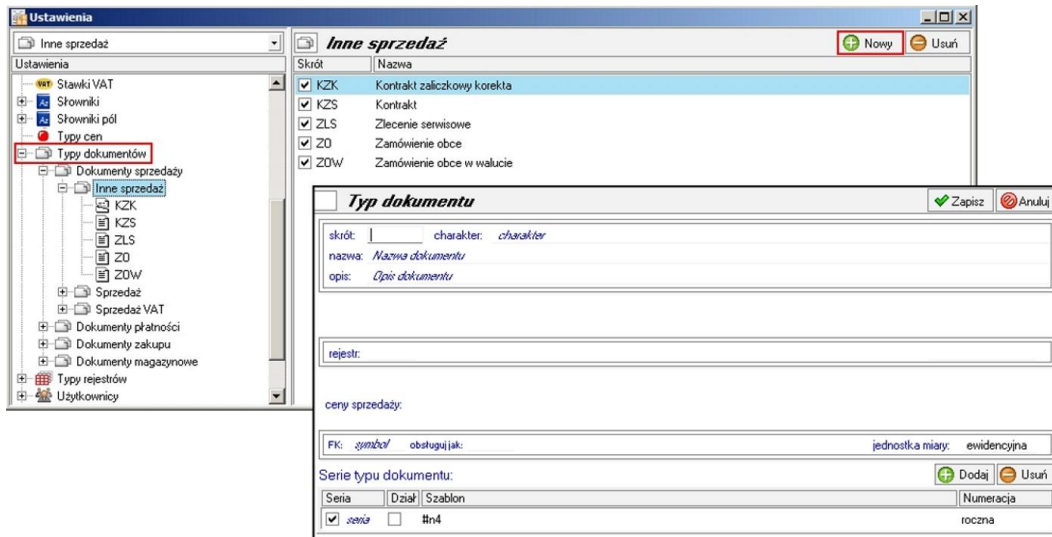 Ustawienia
Inne sprzedaż
Inne sprzedaż
Nowy
Usuń
Ustawienia
Skrót Nazwa
Stawki VAT
Słowniki
Słowniki pól
Typy cen
Typy dokumentów
Dokumenty sprzedaży
Inne sprzedaż
KZK
KZS
ZLS
ZO
ZOW
Sprzedaż
Sprzedaż VAT
Dokumenty płatności
Dokumenty zakupu
Dokumenty magazynowe
Typy rejestrów
Użytkownicy
KZK Kontrakt zaliczkowy korekta
KZS Kontrakt
ZLS Zlecenie serwisowe
ZO Zamówienie obce
ZOW Zamówienie obce w walucie
Typ dokumentu
Zapisz
Anuluj
skrót: charakter: charakter
nazwa: Nazwa dokumentu
opis: Opis dokumentu
rejestr:
ceny sprzedaży:
FK: symbol obsługuj jak: jednostka miary: ewidencyjna
Serie typu dokumentu:
Dodaj
Usuń
Seria Dział Szablon Numeracja
seria #n4 roczna